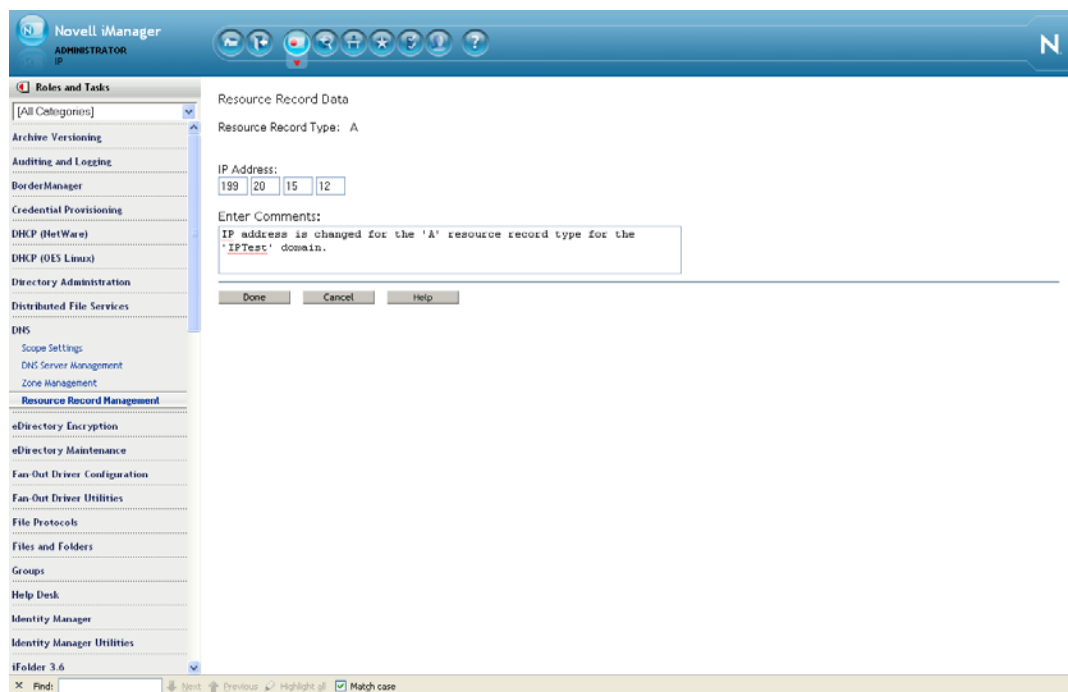 Novell iManager
ADMINISTRATOR
IP
N
Roles and Tasks
[All Categories]
Archive Versioning
Auditing and Logging
BorderManager
Credential Provisioning
DHCP (NetWare)
DHCP (OES Linux)
Directory Administration
Distributed File Services
DNS
Scope Settings
DNS Server Management
Zone Management
Resource Record Management
eDirectory Encryption
eDirectory Maintenance
Fan-Out Driver Configuration
Fan-Out Driver Utilities
File Protocols
Files and Folders
Groups
Help Desk
Identity Manager
Identity Manager Utilities
iFolder 3.6
Resource Record Data
Resource Record Type: A
IP Address:
199 20 15 12
Enter Comments:
IP address is changed for the 'A' resource record type for the
'IPTest' domain.
Done Cancel Help
Find: Next Previous Highlight all Match case